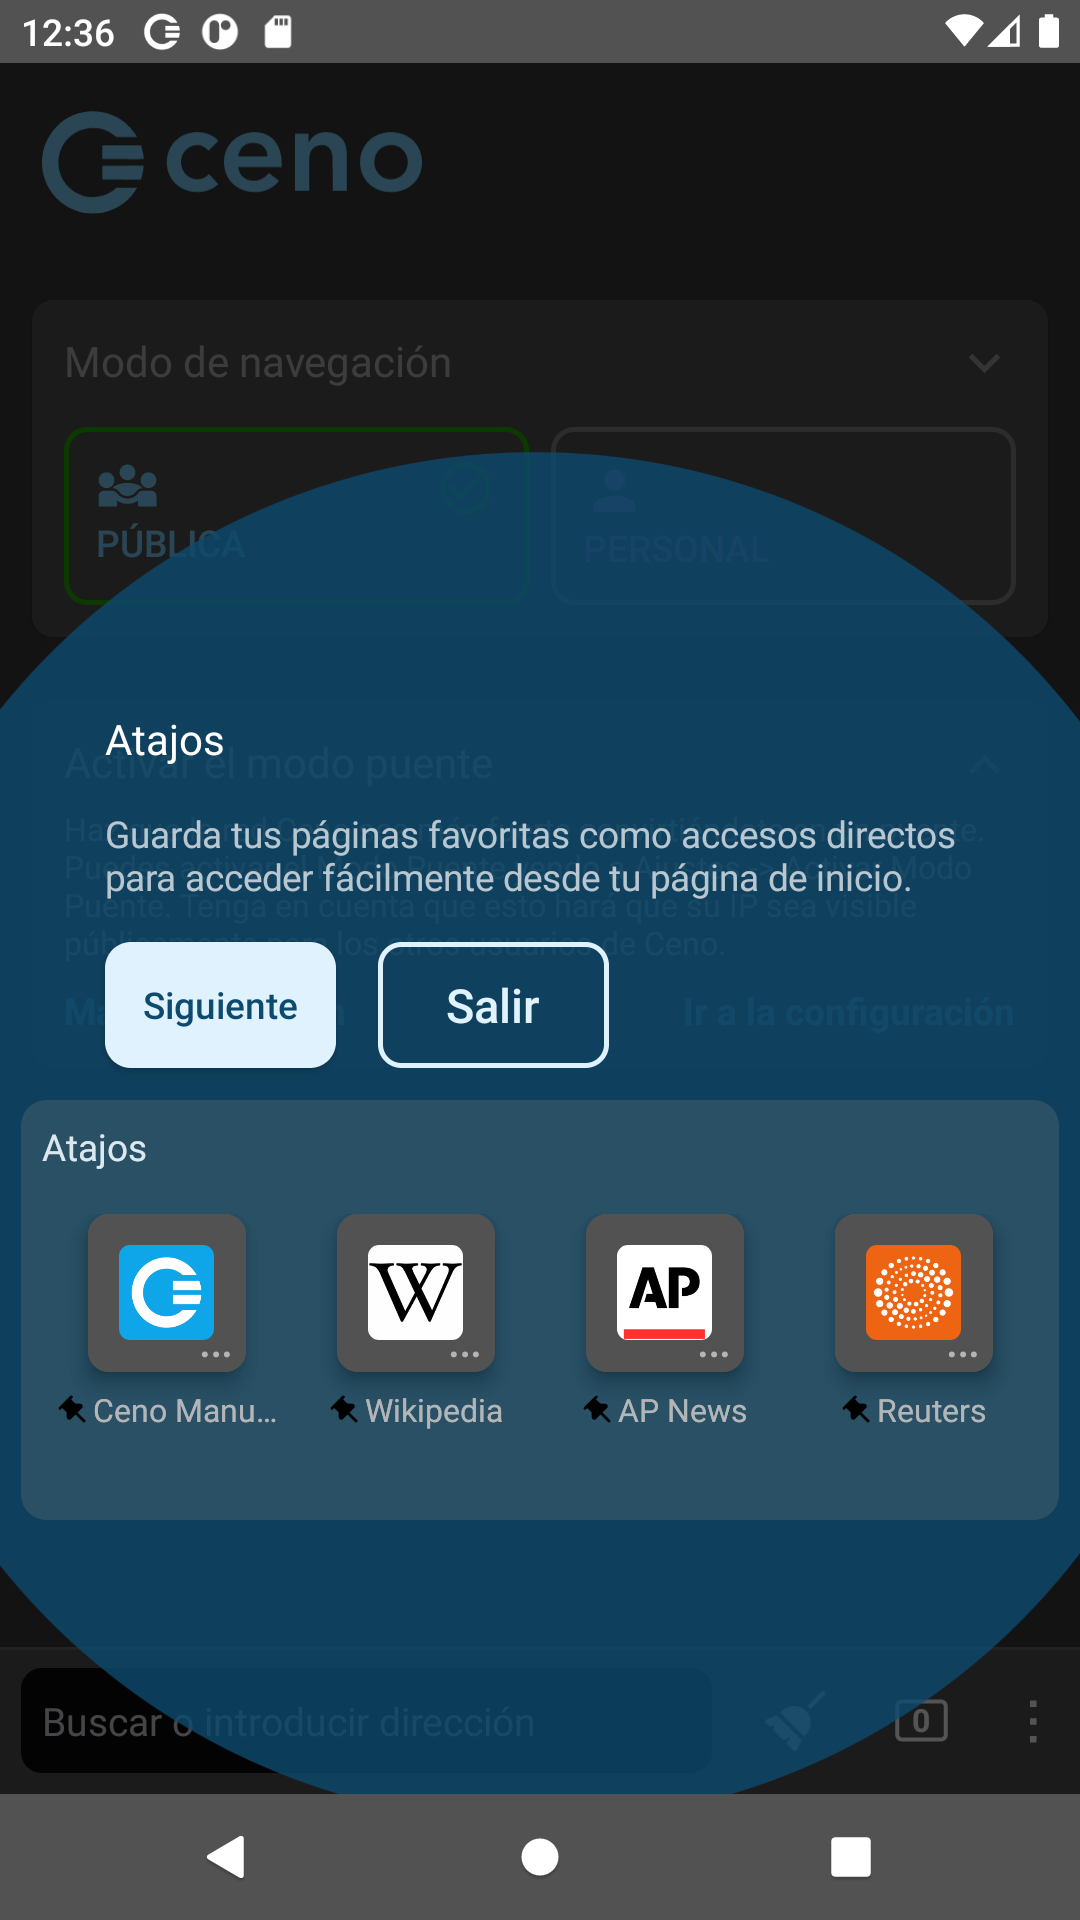 12:36
ceno
Modo de navegación
PÚBLICA
PERSONAL
Atajos
Activar el modo puente
Guarda tus páginas favoritas como accesos directos
para acceder fácilmente desde tu página de inicio.
Puente. Tenga en cuenta que esto hará que su IP sea visible
los otros usuarios de Ceno.
Siguiente
Salir
Ir a la configuración
Atajos
Ceno Manu...
Wikipedia
AP News
Reuters
W
AP
Buscar o introducir dirección
0